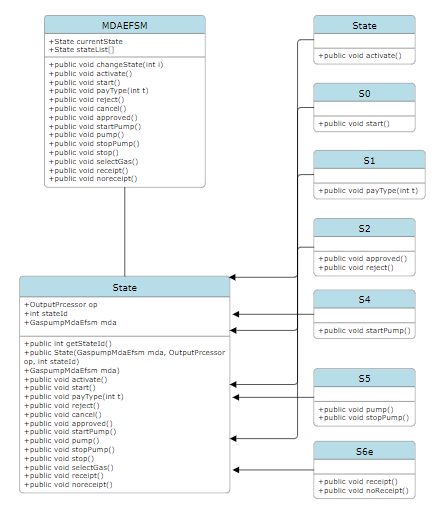 MDAEFSM
+State currentState
+State stateList[]
+public void changeState(int i)
+public void activate()
+public void start()
+public void payType(int t)
+public void reject()
+public void cancel()
+public void approved()
+public void startPump()
+public void pump()
+public void stopPump()
+public void stop()
+public void selectGas()
+public void receipt()
+public void noreceipt()
State
+OutputPrcessor op
+int stateId
+GaspumpMdaEfsm mda
+public int getStateId()
+public State(GaspumpMdaEfsm mda, OutputPrcessor
op, int stateId)
+GaspumpMdaEfsm mda)
+public void activate()
+public void start()
+public void payType(int t)
+public void reject()
+public void cancel()
+public void approved()
+public void startPump()
+public void pump()
+public void stopPump()
+public void stop()
+public void selectGas()
+public void receipt()
+public void noreceipt()
State
+public void activate()
S0
+public void start()
S1
+public void payType(int t)
S2
+public void approved()
+public void reject()
S4
+public void startPump()
S5
+public void pump()
+public void stopPump()
S6e
+public void receipt()
+public void noReceipt()